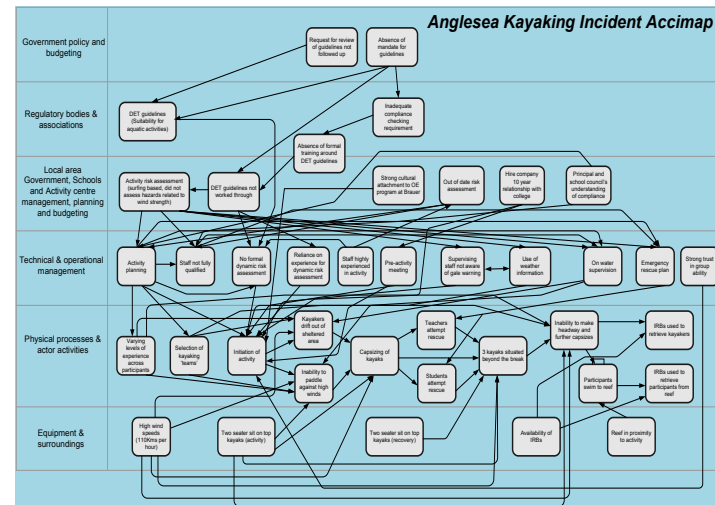 Anglesea Kayaking Incident Accimap
Government policy and
budgeting
Request for review
of guidelines not
followed up
Absence of
mandate for
guidelines
Regulatory bodies &
associations
DET guidelines
(Suitability for
aquatic activities)
Inadequate
compliance
checking
requirement
Absence of formal
training around
DET guidelines
Local area
Government, Schools
and Activity centre
management, planning
and budgeting
Activity risk assessment
(surfing based, did not
assess hazards related to
wind strength)
DET guidelines not
worked through
Strong cultural
attachment to OE
program at Brauer
Out of date risk
assessment
Hire company
10 year
relationship with
college
Principal and
school council's
understanding
of compliance
Technical & operational
management
Activity
planning
Staff not fully
qualified
No formal
dynamic risk
assessment
Reliance on
experience for
dynamic risk
assessment
Staff highly
experienced
in activity
Pre-activity
meeting
Supervising
staff not aware
of gale warning
Use of
weather
information
On water
supervision
Emergency
rescue plan
Strong trust
in group
ability
Physical processes &
actor activities
Varying
levels of
experience
across
participants
Selection of
kayaking
'teams'
Initiation of
activity
Kayakers
drift out of
sheltered
area
Inability to
paddle
against high
winds
Capsizing of
kayaks
Teachers
attempt
rescue
Students
attempt
rescue
3 kayaks situated
beyond the break
Inability to make
headway and
further capsizes
Participants
swim to reef
IRBs used to
retrieve kayakers
IRBs used to
retrieve
participants from
reef
Equipment &
surroundings
High wind
speeds
(110Kms per
hour)
Two seater sit on top
kayaks (activity)
Two seater sit on top
kayaks (recovery)
Availability of
IRBs
Reef in proximity
to activity